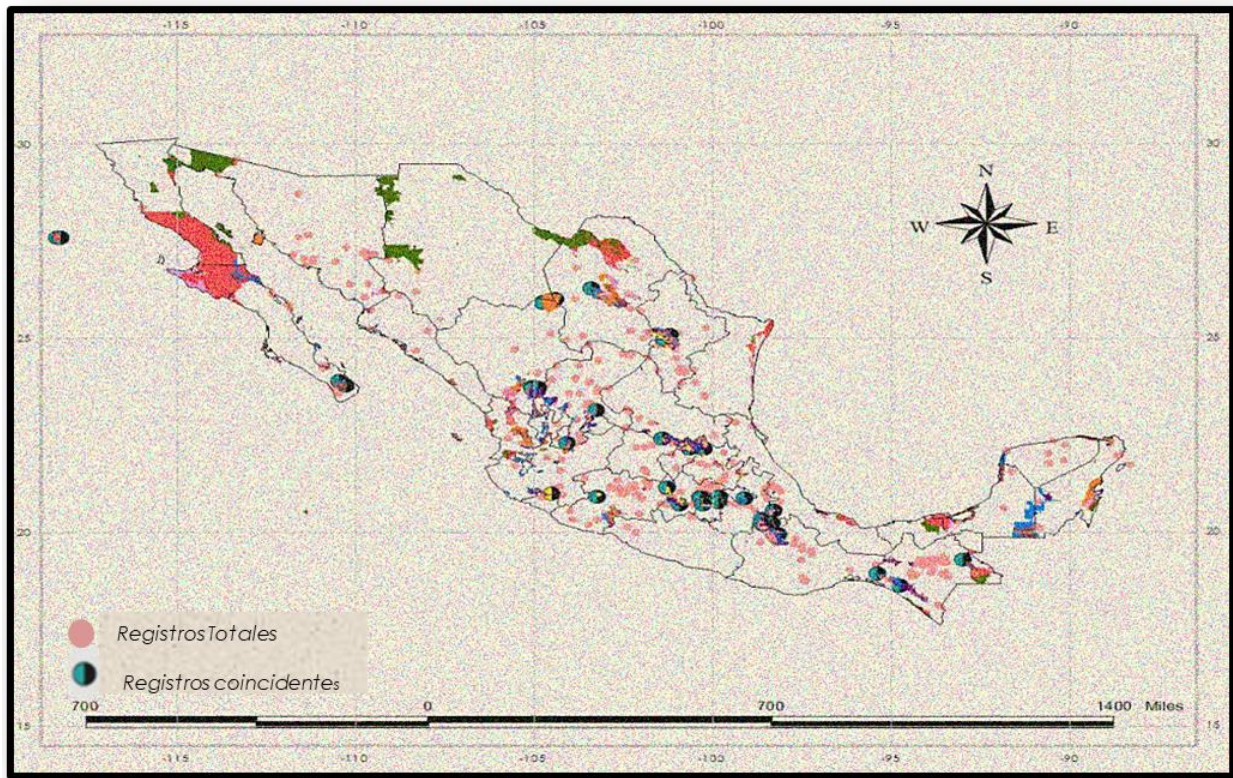 -115 -110 -105 -100 -95 -90
30 30
N
W E
S
25 25
20 20
Registros Totales
Registros coincidentes
700 0 700 1400 Miles
15 15
-115 -110 -105 -100 -95 -90